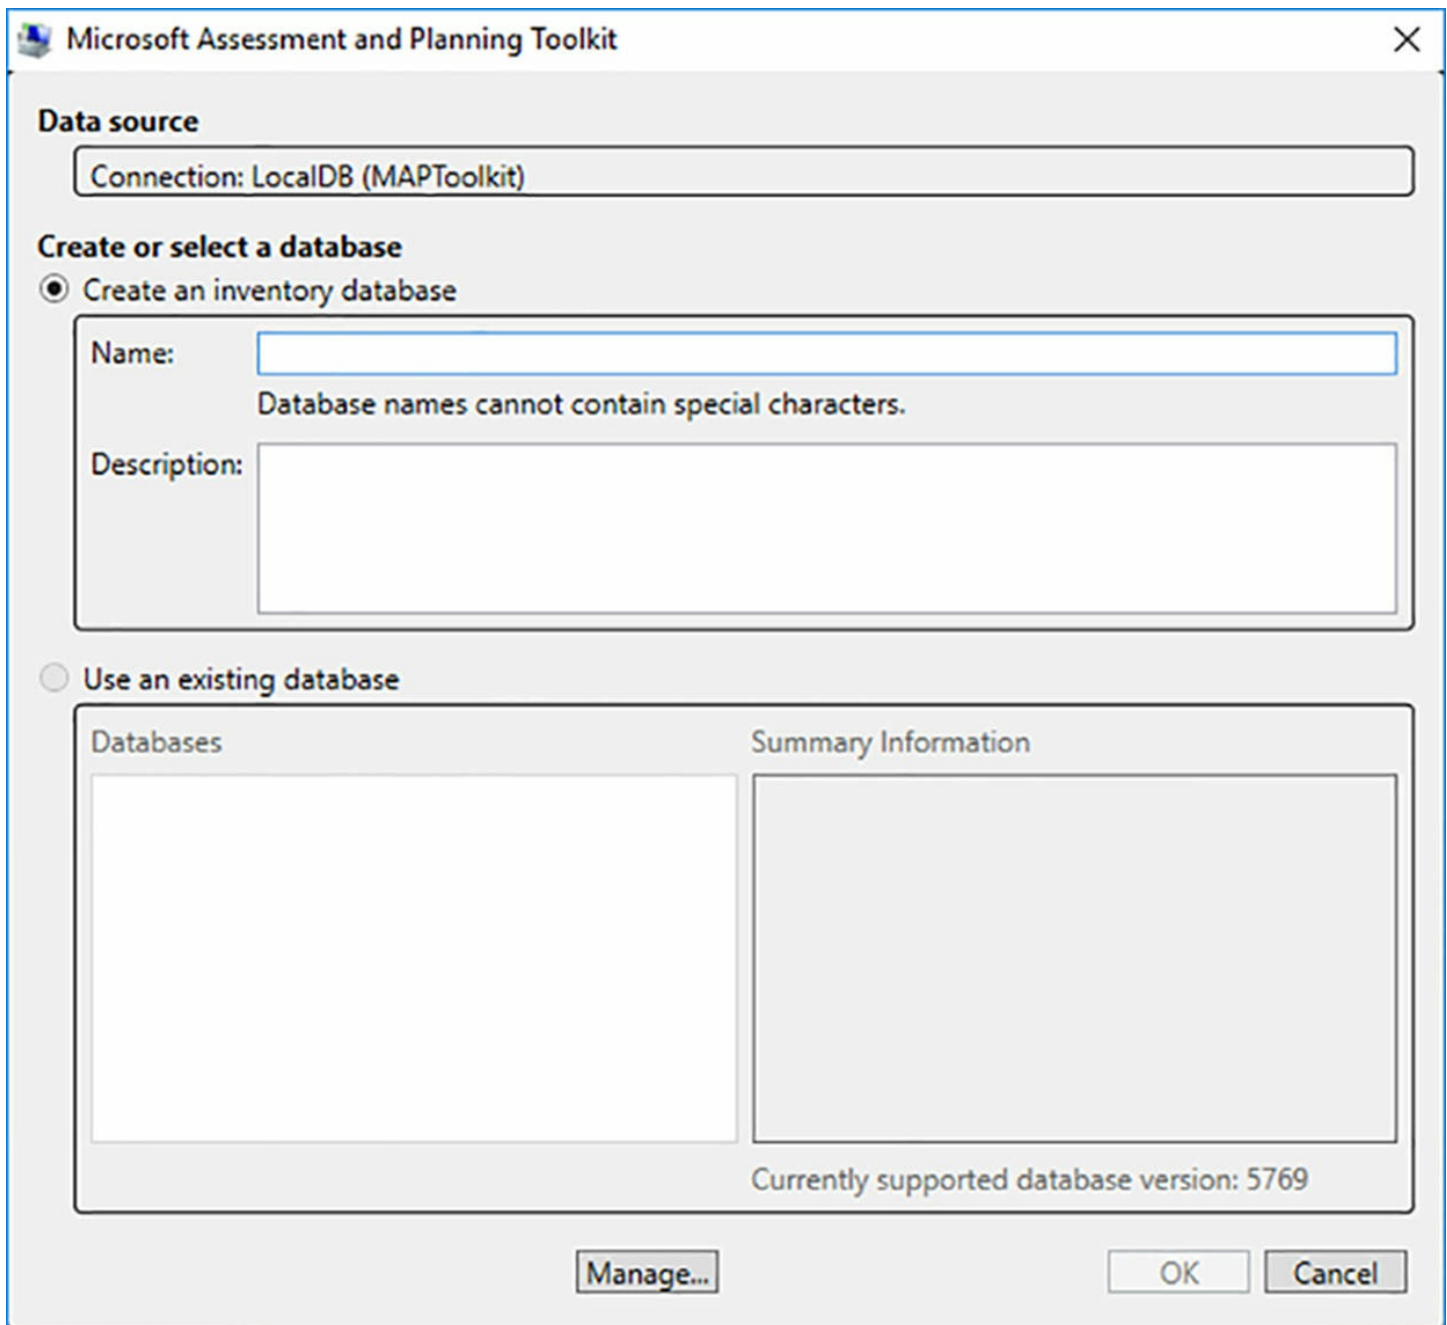 Microsoft Assessment and Planning Toolkit
Data source
Connection: LocalDB (MAPToolkit)
Create or select a database
Create an inventory database
Name:
Database names cannot contain special characters.
Description:
Use an existing database
Databases Summary Information
Currently supported database version: 5769
Manage... OK Cancel